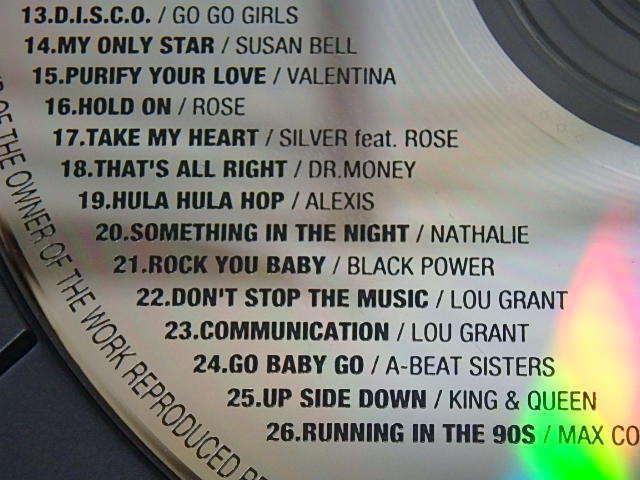 13.D.I.S.C.O. / GO GO GIRLS
14.MY ONLY STAR / SUSAN BELL
15.PURIFY YOUR LOVE / VALENTINA
16.HOLD ON / ROSE
17.TAKE MY HEART / SILVER feat. ROSE
18.THAT'S ALL RIGHT / DR.MONEY
19.HULA HULA HOP / ALEXIS
20.SOMETHING IN THE NIGHT / NATHALIE
21.ROCK YOU BABY / BLACK POWER
22.DON'T STOP THE MUSIC / LOU GRANT
23.COMMUNICATION / LOU GRANT
24.GO BABY GO / A-BEAT SISTERS
25.UP SIDE DOWN / KING & QUEEN
26.RUNNING IN THE 90S / MAX CO
OF THE OWNER OF THE WORK REPRODUCED